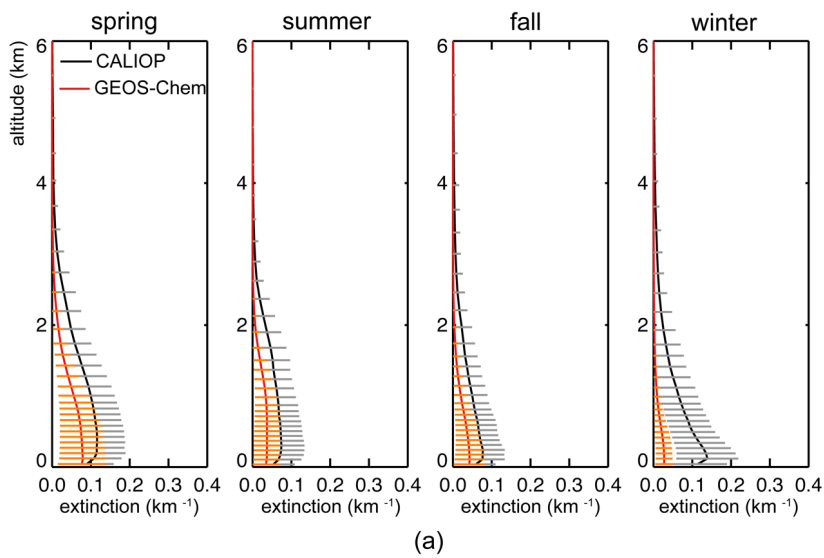 spring summer fall winter
altitude (km)
6 6 6 6
CALIOP
GEOS-Chem
4 4 4 4
2 2 2 2
0 0 0 0
0.0 0.1 0.2 0.3 0.4 0.0 0.1 0.2 0.3 0.4 0.0 0.1 0.2 0.3 0.4 0.0 0.1 0.2 0.3 0.4
extinction (km -1) extinction (km -1) extinction (km -1) extinction (km -1)
(a)